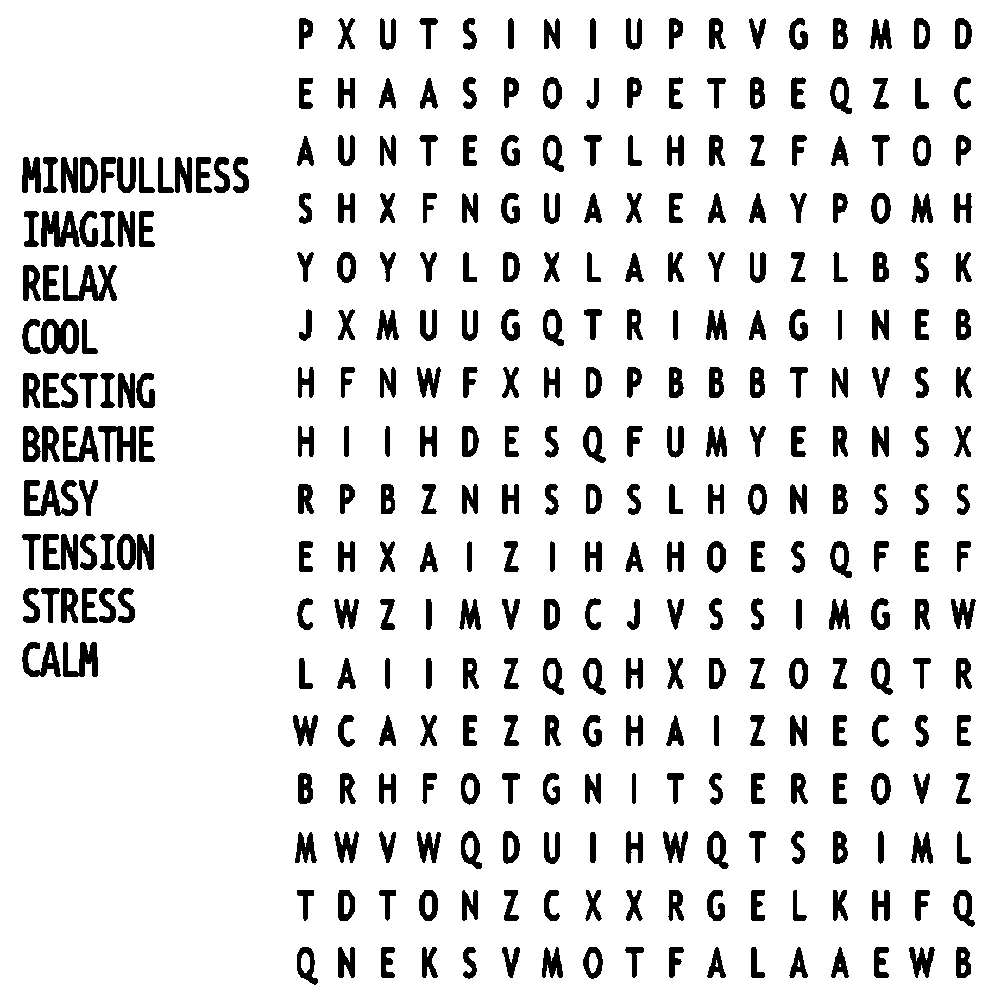 MINDFULLNESS
IMAGINE
RELAX
COOL
RESTING
BREATHE
EASY
TENSION
STRESS
CALM
P X U T S I N I U P R V G B M D D
E H A A S P O J P E T B E Q Z L C
A U N T E G Q T L H R Z F A T O P
S H X F N G U A X E A A Y P O M H
Y O Y Y L D X L A K Y U Z L B S K
J X M U U G Q T R I M A G I N E B
H F N W F X H D P B B B T N V S K
H I I H D E S Q F U M Y E R N S X
R P B Z N H S D S L H O N B S S S
E H X A I Z I H A H O E S Q F E F
C W Z I M V D C J V S S I M G R W
L A I I R Z Q Q H X D Z O Z Q T R
W C A X E Z R G H A I Z N E C S E
B R H F O T G N I T S E R E O V Z
M W V W Q D U I H W Q T S B I M L
T D T O N Z C X X R G E L K H F Q
Q N E K S V M O T F A L A A E W B